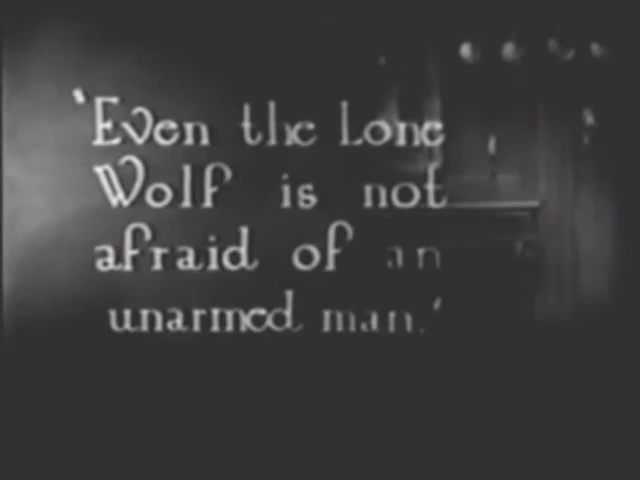 'Even the Lone
Wolf is not
afraid of an
unarmed man.'